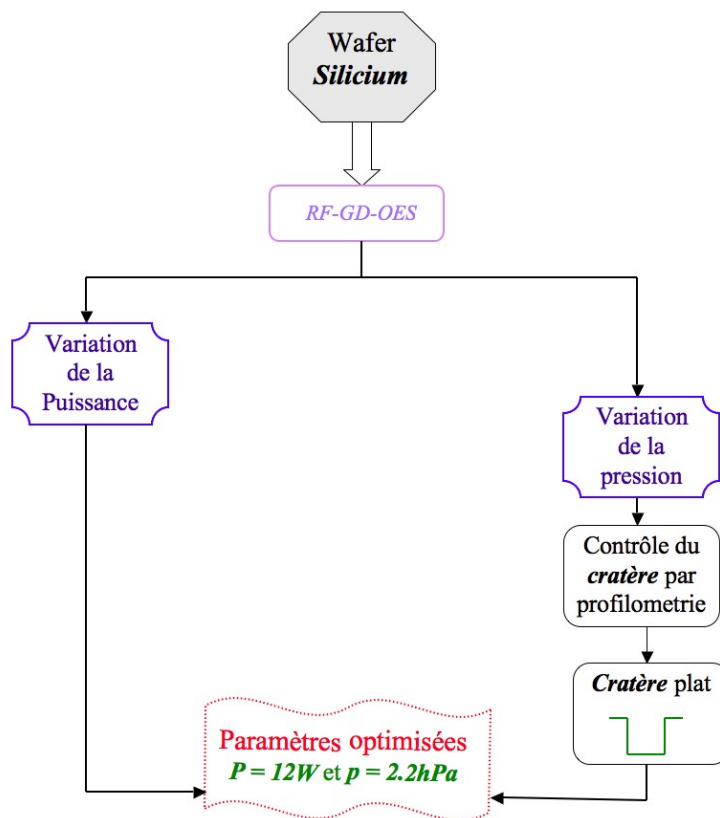 Wafer
Silicium
RF-GD-OES
Variation
de la
Puissance
Variation
de la
pression
Contrôle du
cratère par
profilometrie
Cratère plat
Paramètres optimisées
P = 12W et p = 2.2hPa